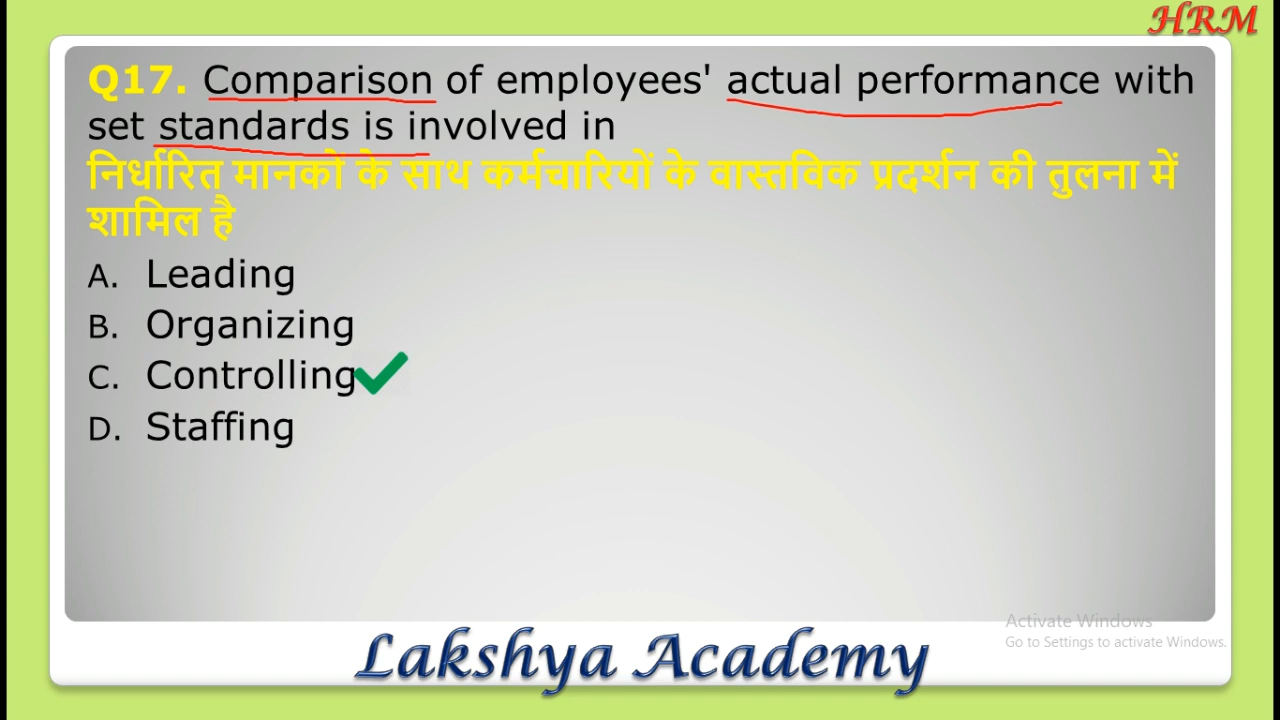 HRM
Q17. Comparison of employees' actual performance with
set standards is involved in
निर्धारित मानकों के साथ कर्मचारियों के वास्तविक प्रदर्शन की तुलना में
शामिल है
A. Leading
B. Organizing
C. Controlling
D. Staffing
Activate Windows
Go to Settings to activate Windows.
Lakshya Academy